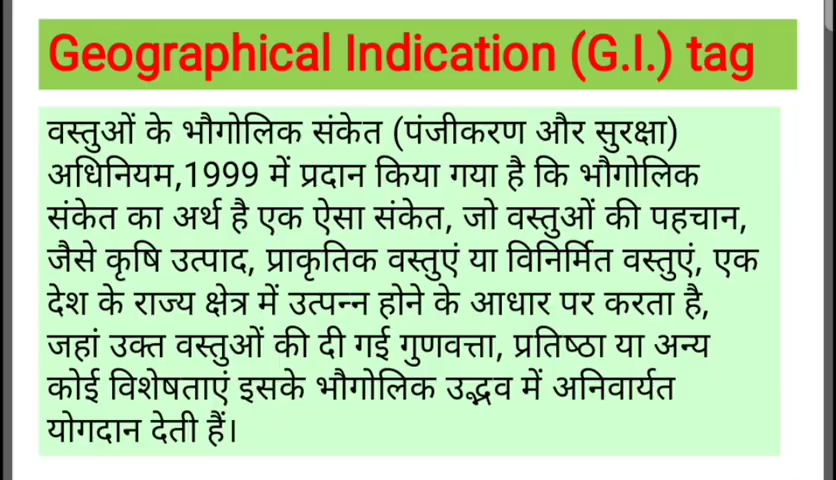 Geographical Indication (G.I.) tag
वस्तुओं के भौगोलिक संकेत (पंजीकरण और सुरक्षा)
अधिनियम,1999 में प्रदान किया गया है कि भौगोलिक
संकेत का अर्थ है एक ऐसा संकेत, जो वस्तुओं की पहचान,
जैसे कृषि उत्पाद, प्राकृतिक वस्तुएं या विनिर्मित वस्तुएं, एक
देश के राज्य क्षेत्र में उत्पन्न होने के आधार पर करता है,
जहां उक्त वस्तुओं की दी गई गुणवत्ता, प्रतिष्ठा या अन्य
कोई विशेषताएं इसके भौगोलिक उद्भव में अनिवार्यत
योगदान देती हैं।